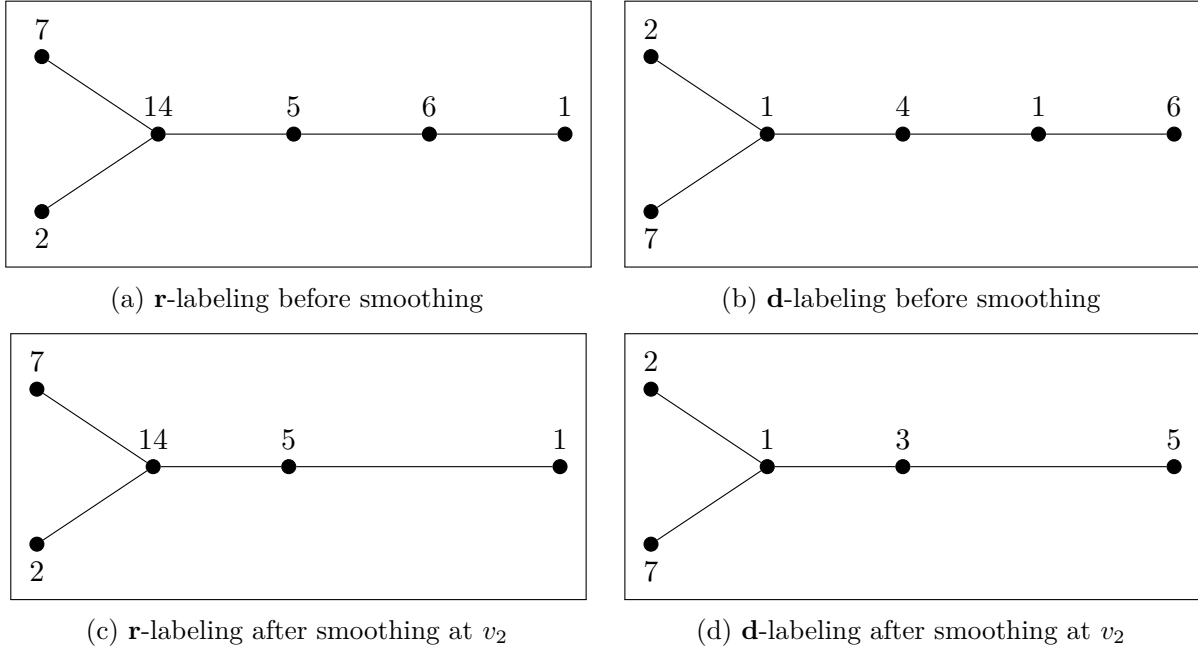 7
14 5 6 1
2
(a) r-labeling before smoothing
2
1 4 1 6
7
(b) d-labeling before smoothing
7
14 5 1
2
(c) r-labeling after smoothing at v₂
2
1 3 5
7
(d) d-labeling after smoothing at v₂